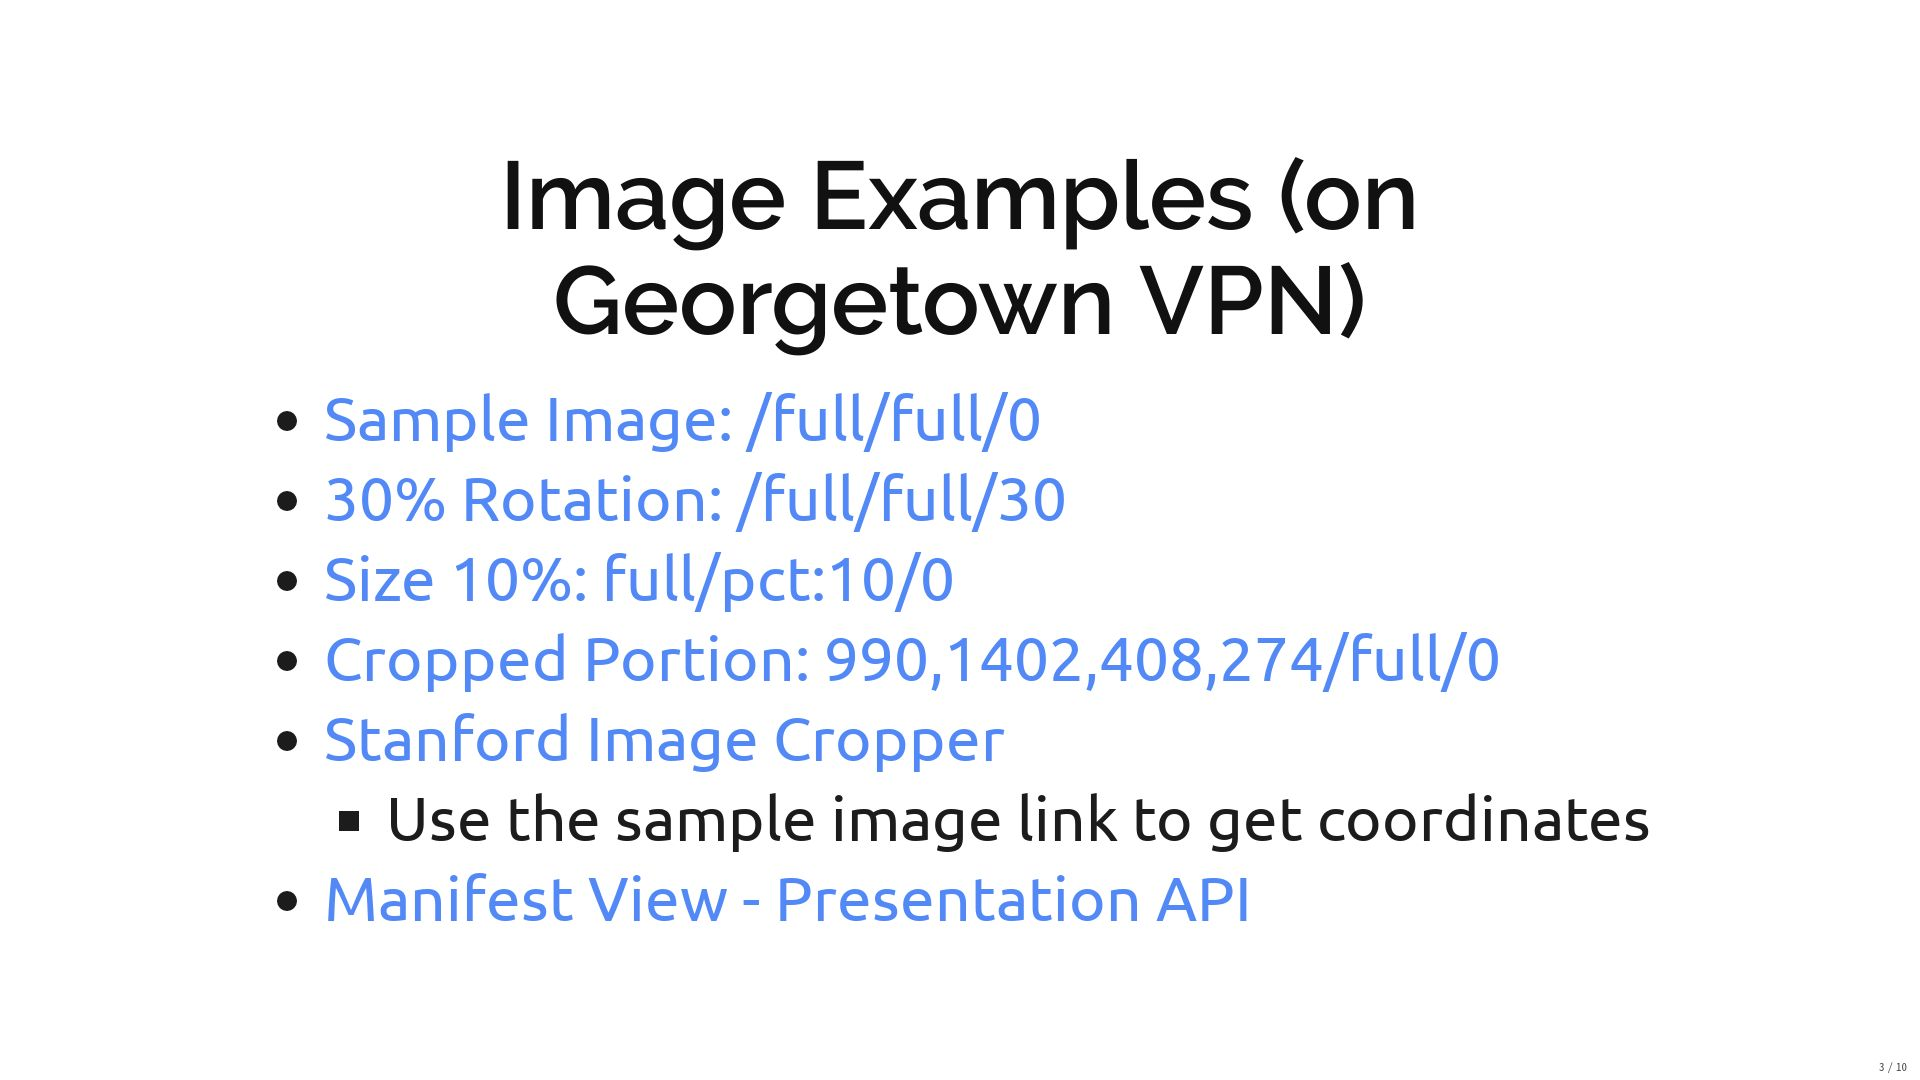 Image Examples (on
Georgetown VPN)
Sample Image: /full/full/0
30% Rotation: /full/full/30
Size 10%: full/pct:10/0
Cropped Portion: 990,1402,408,274/full/0
Stanford Image Cropper
Use the sample image link to get coordinates
Manifest View - Presentation API
3 / 10